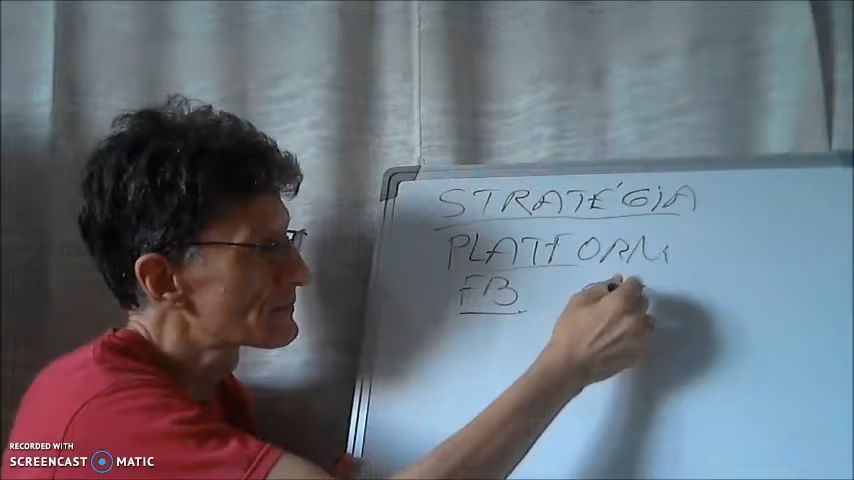 STRATÉGIA
PLATFORM
FB
RECORDED WITH
SCREENCAST MATIC